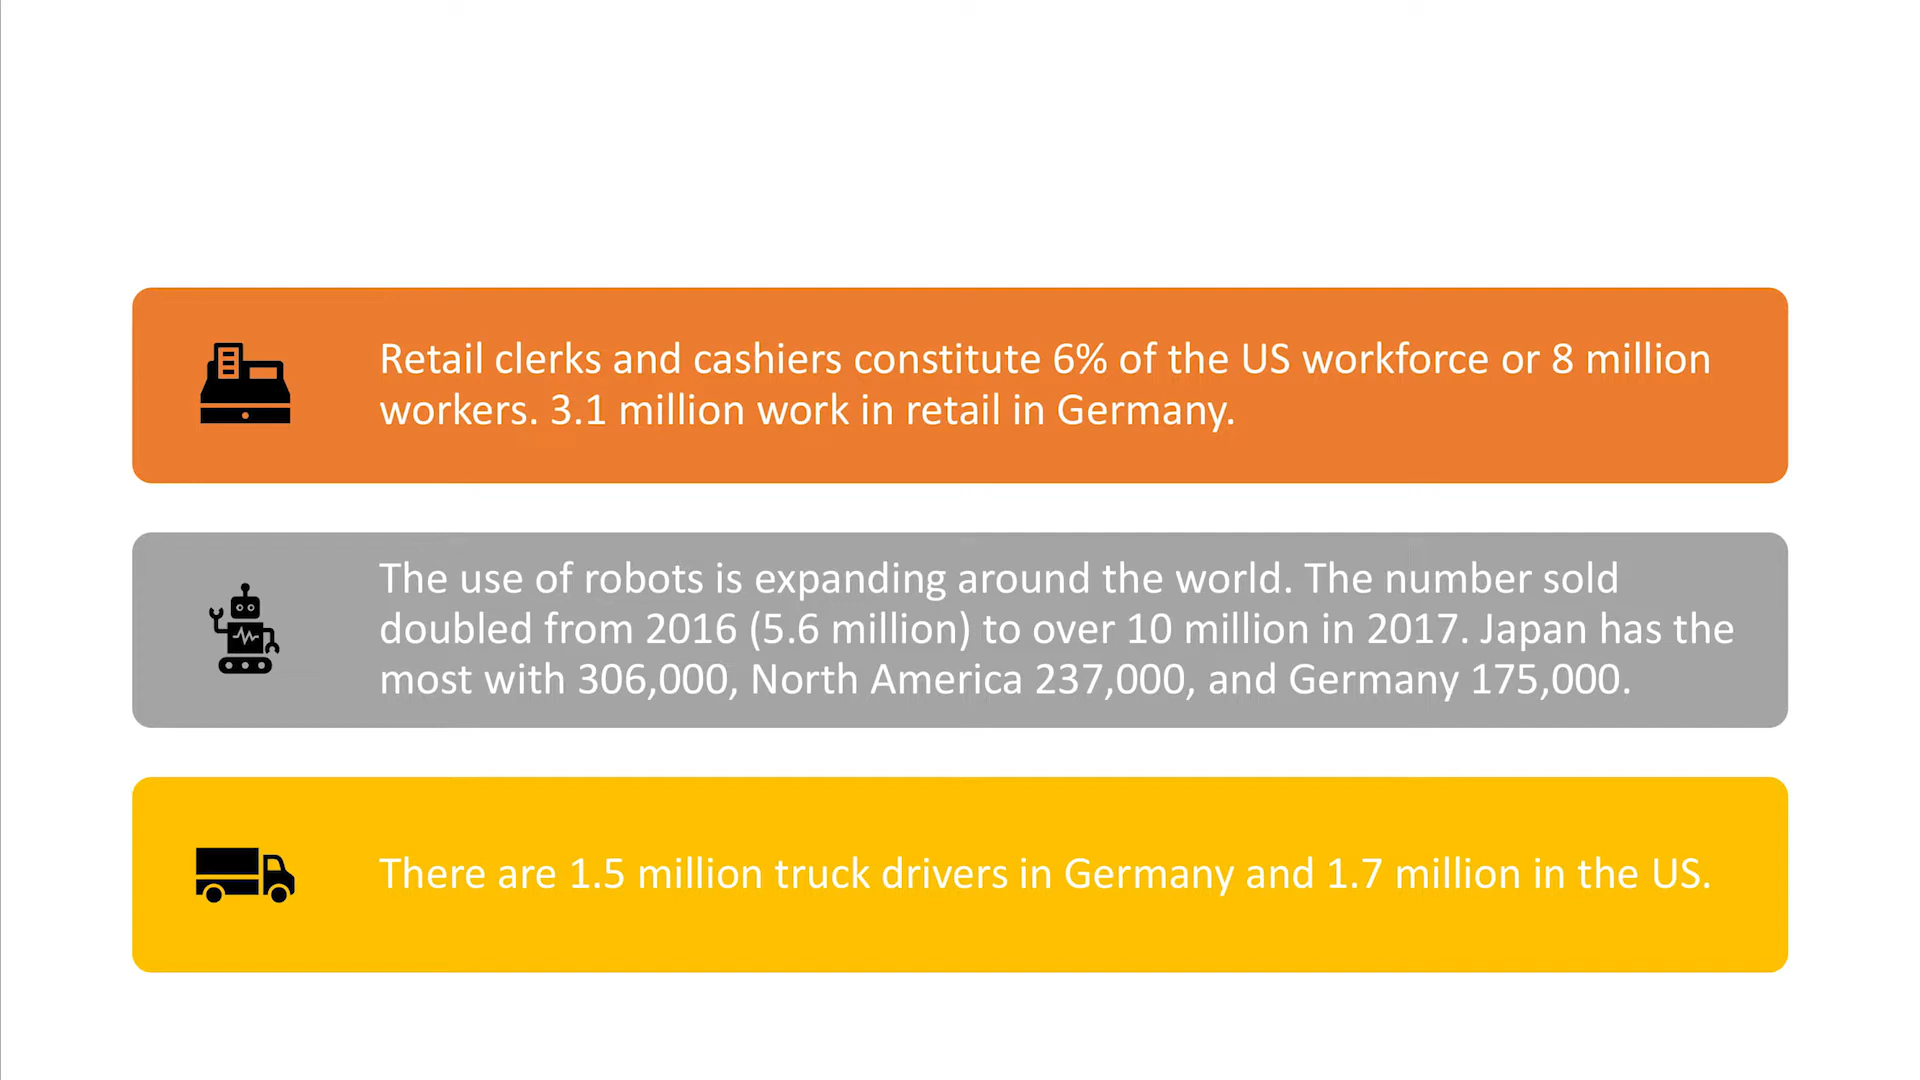 Retail clerks and cashiers constitute 6% of the US workforce or 8 million
workers. 3.1 million work in retail in Germany.
The use of robots is expanding around the world. The number sold
doubled from 2016 (5.6 million) to over 10 million in 2017. Japan has the
most with 306,000, North America 237,000, and Germany 175,000.
There are 1.5 million truck drivers in Germany and 1.7 million in the US.